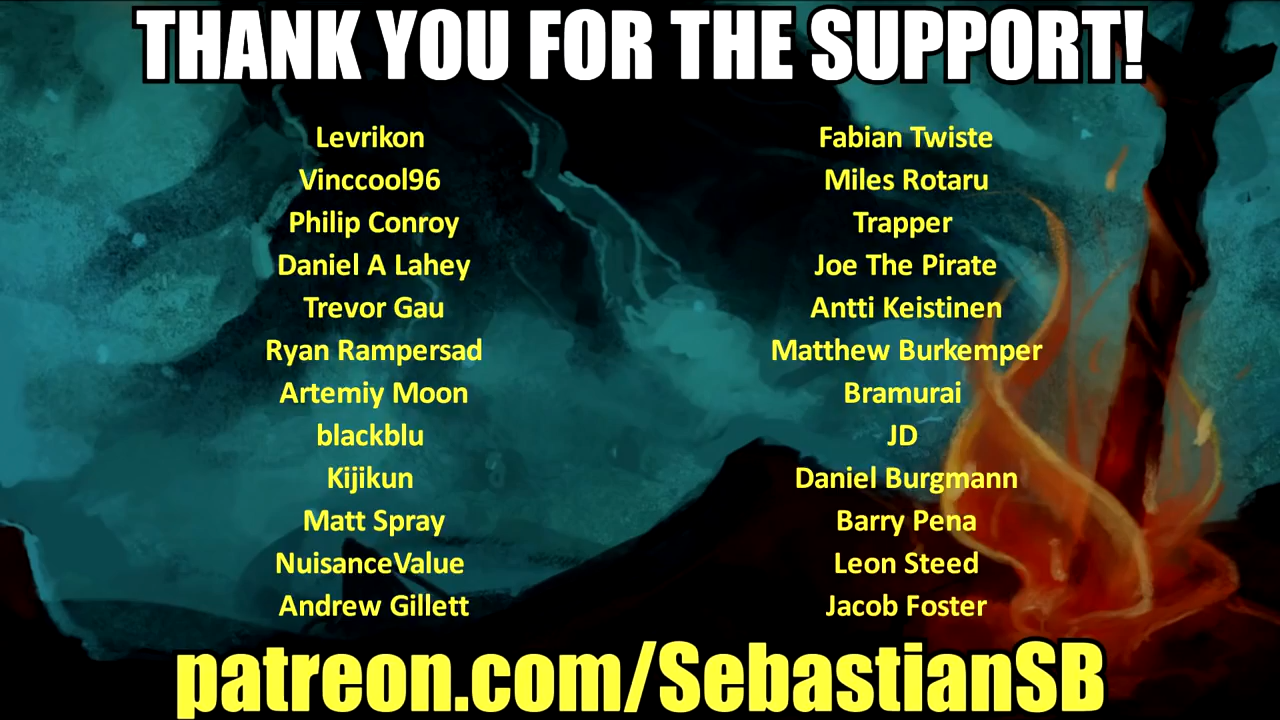 THANK YOU FOR THE SUPPORT!
Levrikon
Vinccool96
Philip Conroy
Daniel A Lahey
Trevor Gau
Ryan Rampersad
Artemiy Moon
blackblu
Kijikun
Matt Spray
NuisanceValue
Andrew Gillett
Fabian Twiste
Miles Rotaru
Trapper
Joe The Pirate
Antti Keistinen
Matthew Burkemper
Bramurai
JD
Daniel Burgmann
Barry Pena
Leon Steed
Jacob Foster
patreon.com/SebastianSB